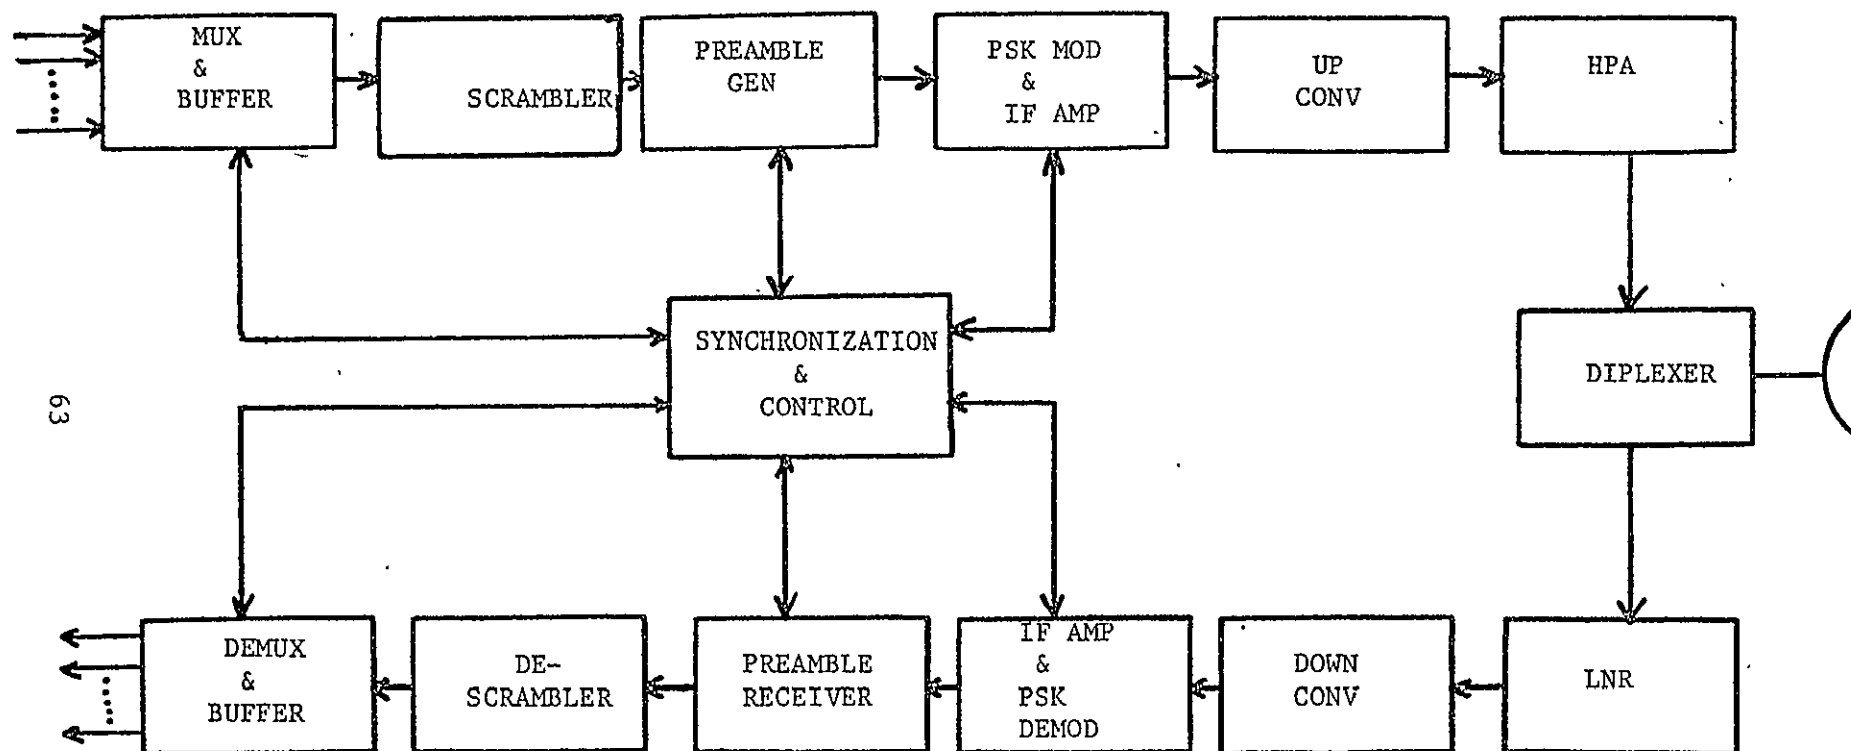 MUX
&
BUFFER
SCRAMBLER
PREAMBLE
GEN
PSK MOD
&
IF AMP
UP
CONV
HPA
SYNCHRONIZATION
&
CONTROL
DIPLEXER
63
DEMUX
&
BUFFER
DE-
SCRAMBLER
PREAMBLE
RECEIVER
IF AMP
&
PSK
DEMOD
DOWN
CONV
LNR